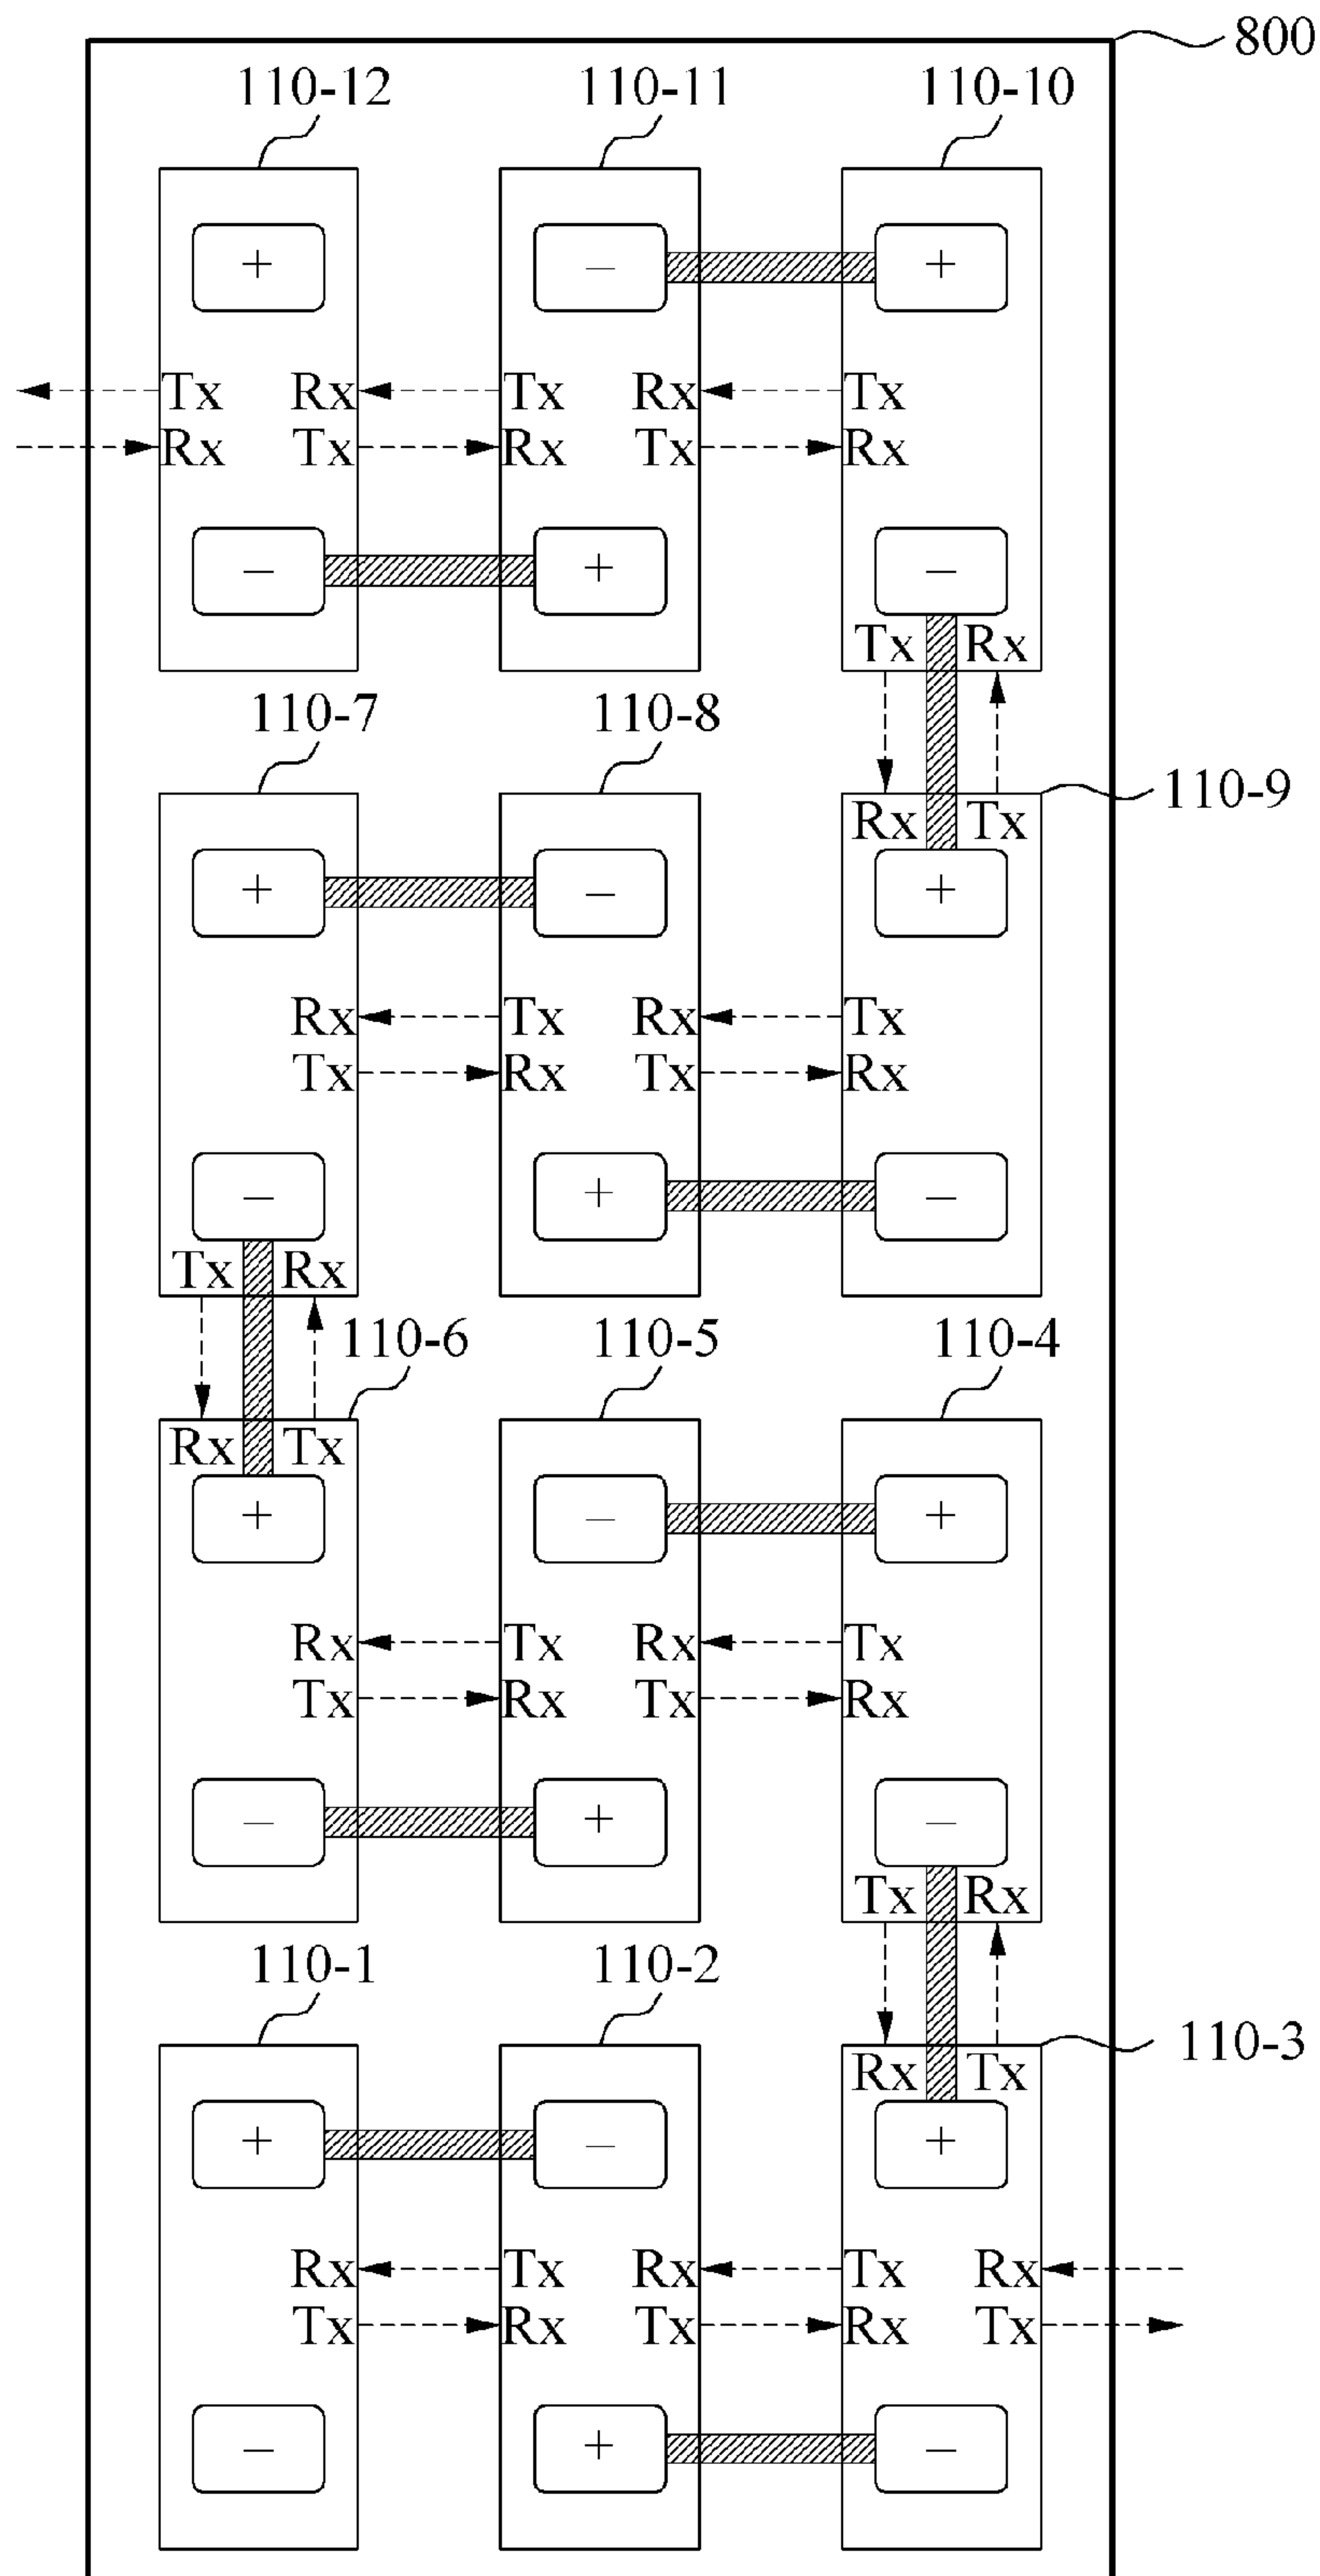 800
110-12 110-11 110-10
+ – +
Tx Rx Tx Rx Tx
Rx Tx Rx Tx Rx
– + –
Tx Rx
110-7 110-8
110-9
Rx Tx
+ – +
Rx Tx Rx Tx
Tx Rx Tx Rx
– + –
Tx Rx
110-6 110-5 110-4
Rx Tx
+ – +
Rx Tx Rx Tx
Tx Rx Tx Rx
– + –
Tx Rx
110-1 110-2
110-3
Rx Tx
+ – +
Rx Tx Rx Tx Rx
Tx Rx Tx Rx Tx
– + –